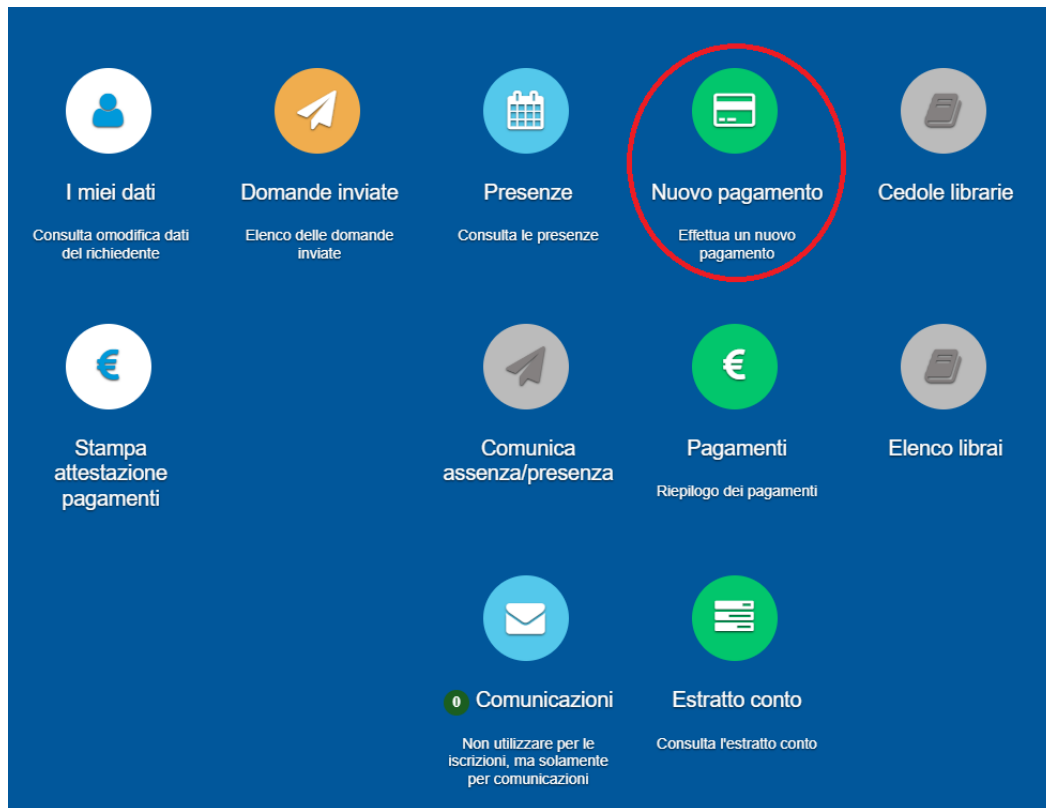 I miei dati
Consulta omodifica dati
del richiedente
Domande inviate
Elenco delle domande
inviate
Presenze
Consulta le presenze
Nuovo pagamento
Effettua un nuovo
pagamento
Cedole librarie
€
Stampa
attestazione
pagamenti
Comunica
assenza/presenza
€
Pagamenti
Riepilogo dei pagamenti
Elenco librai
0 Comunicazioni
Non utilizzare per le
iscrizioni, ma solamente
per comunicazioni
Estratto conto
Consulta l'estratto conto